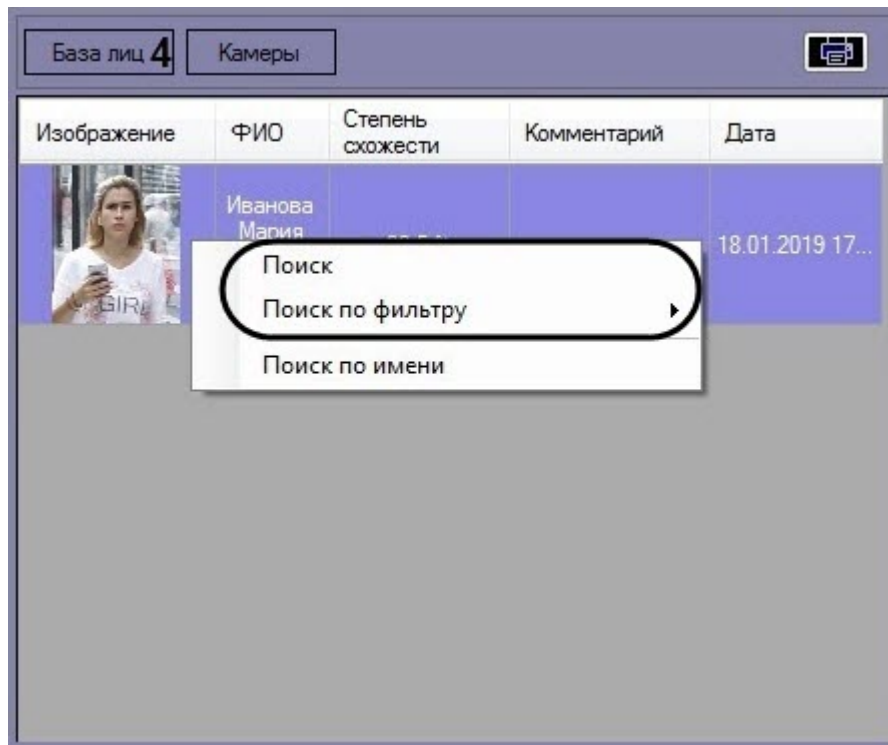 База лиц 4 Камеры
Изображение ФИО Степень схожести Комментарий Дата
Иванова
Мария
18.01.2019 17...
GIRL
Поиск
Поиск по фильтру
Поиск по имени